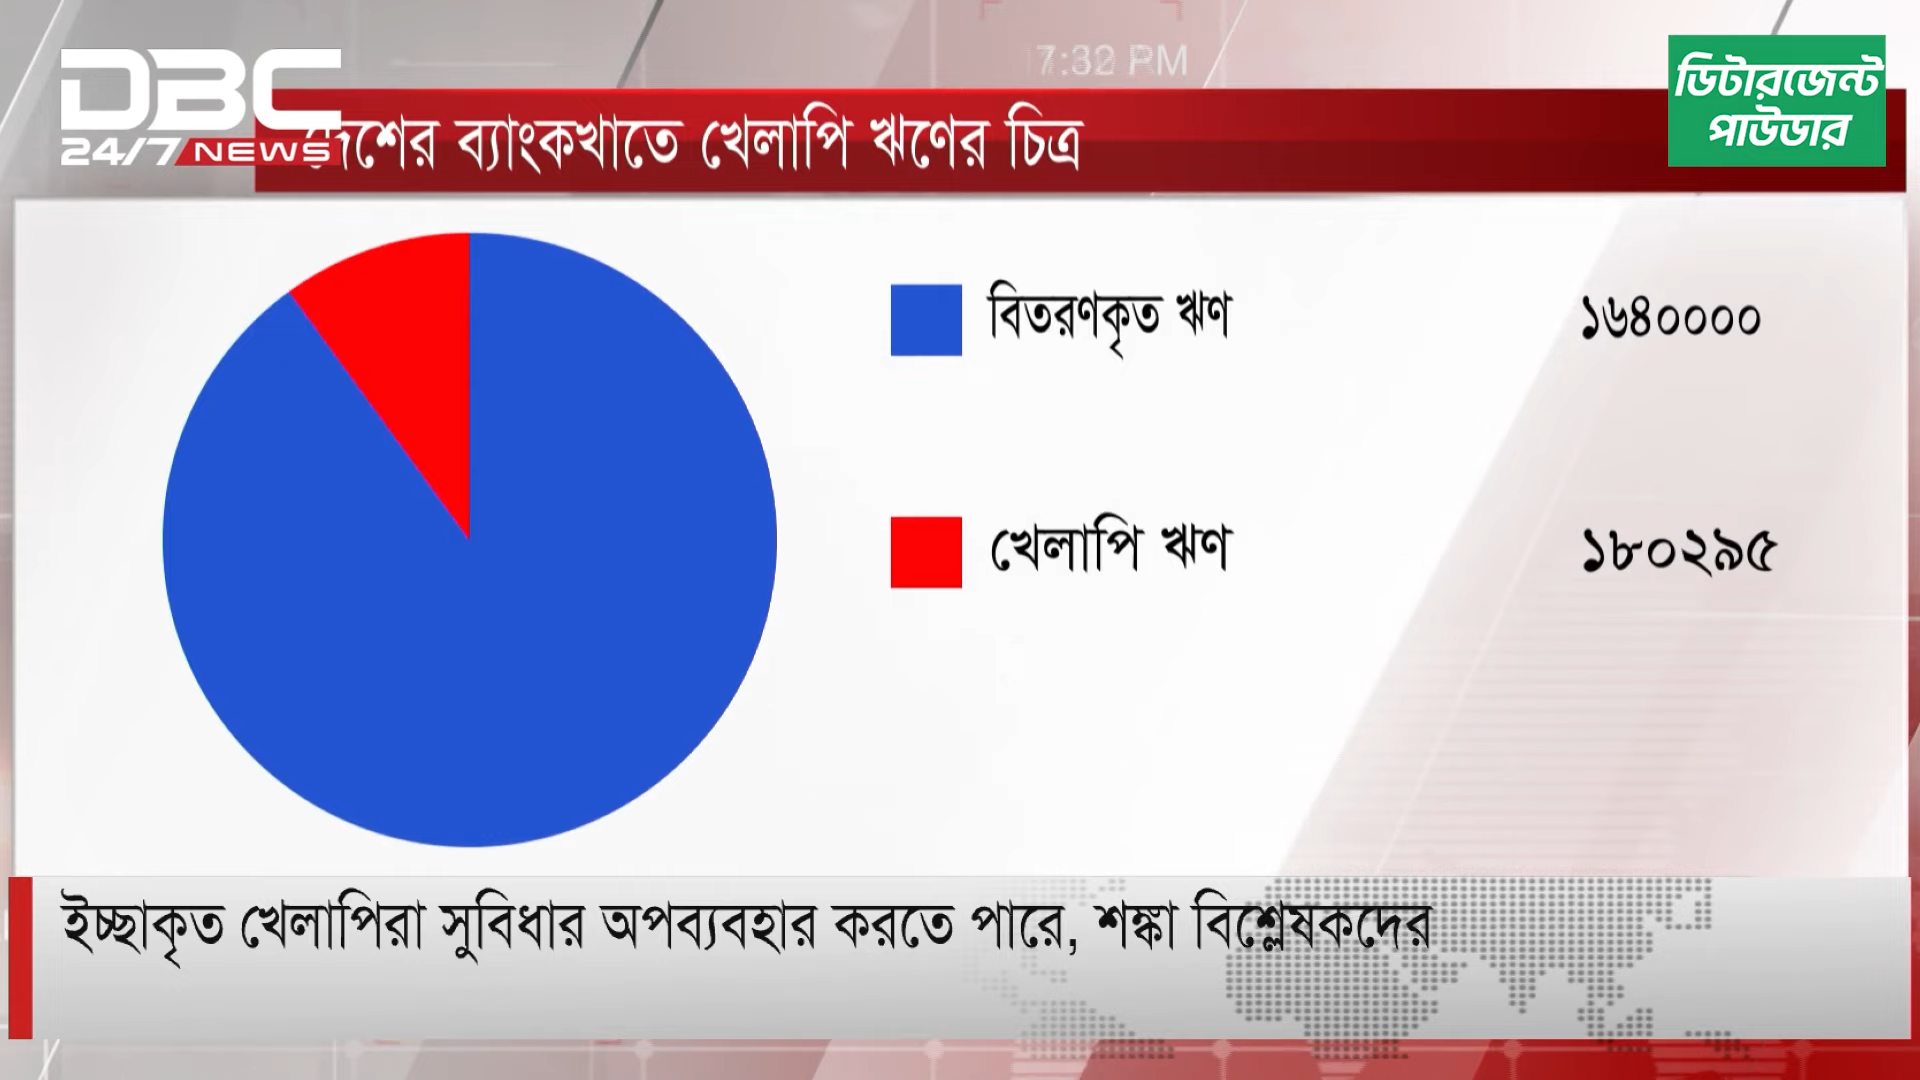 7:32 PM
DBC
24/7 NEWS
দেশের ব্যাংকখাতে খেলাপি ঋণের চিত্র
ডিটারজেন্ট
পাউডার
বিতরণকৃত ঋণ ১৬৪০০০০
খেলাপি ঋণ ১৮০২৯৫
ইচ্ছাকৃত খেলাপিরা সুবিধার অপব্যবহার করতে পারে, শঙ্কা বিশ্লেষকদের